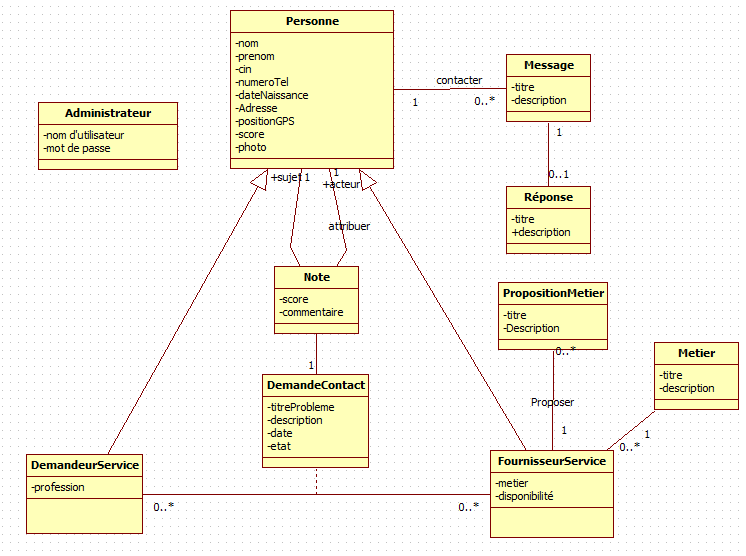 Personne
-nom
-prenom
-cin
-numeroTel
-dateNaissance
-Adresse
-positionGPS
-score
-photo
contacter
1
0..*
Message
-titre
-description
1
0..1
Réponse
-titre
+description
Administrateur
-nom d'utilisateur
-mot de passe
+sujet
1
1
+acteur
attribuer
Note
-score
-commentaire
1
DemandeContact
-titreProbleme
-description
-date
-etat
PropositionMetier
-titre
-Description
0..*
Proposer
1
Metier
-titre
-description
1
0..*
DemandeurService
-profession
0..*
0..*
FournisseurService
-metier
-disponibilité